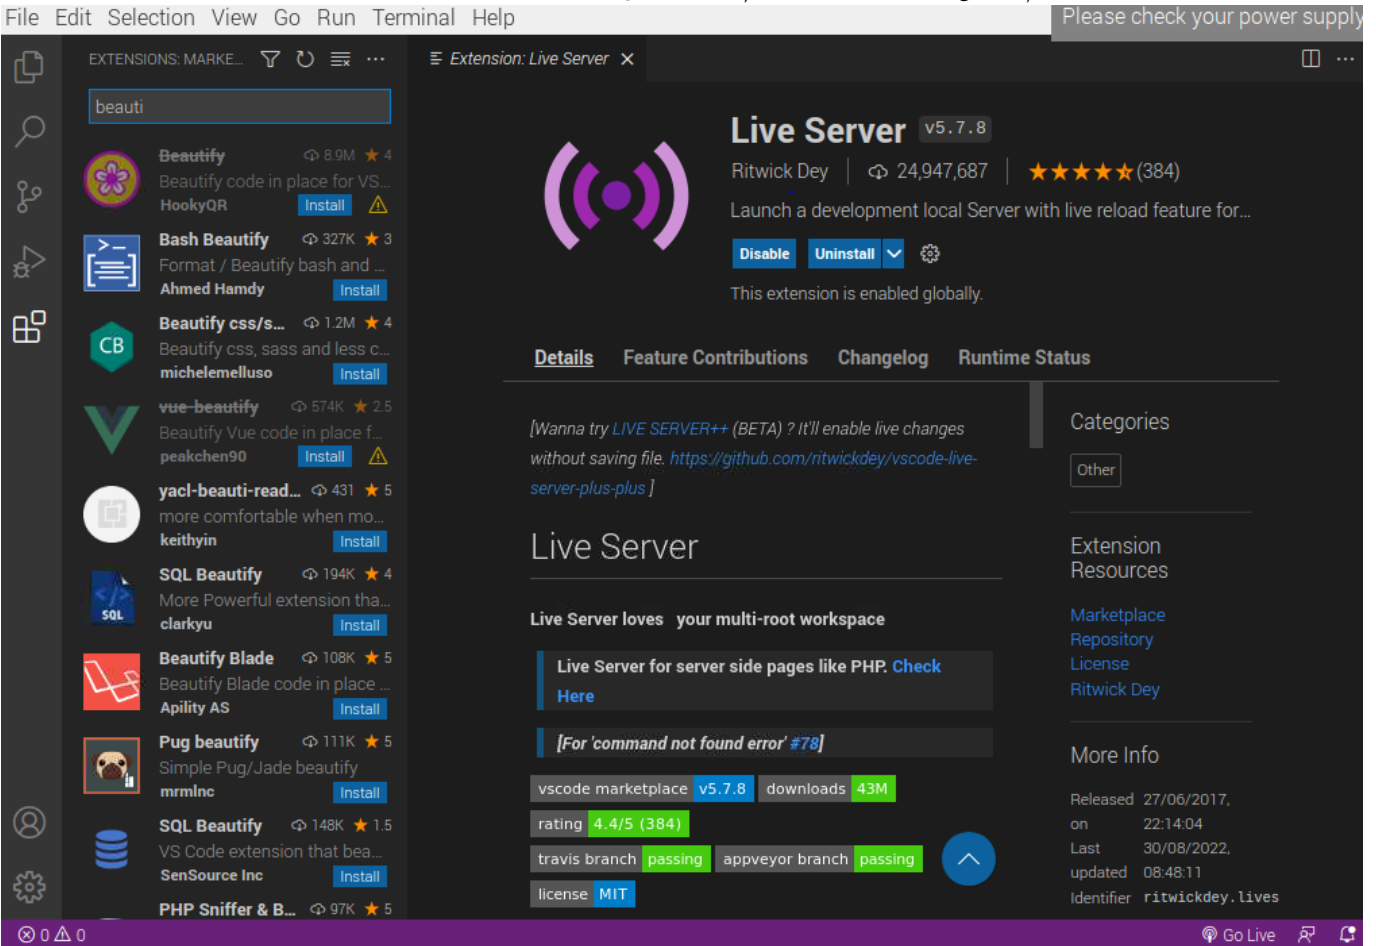 File Edit Selection View Go Run Terminal Help
Please check your power supply
EXTENSIONS: MARKE...
Extension: Live Server
beauti
Beautify 8.9M 4
Beautify code in place for VS...
HookyQR Install
Bash Beautify 327K 3
Format / Beautify bash and ...
Ahmed Hamdy Install
Beautify css/s... 1.2M 4
Beautify css, sass and less c...
michelemelluso Install
vue-beautify 574K 2.5
Beautify Vue code in place f...
peakchen90 Install
yacl-beauti-read... 431 5
more comfortable when mo...
keithyin Install
SQL Beautify 194K 4
More Powerful extension tha...
clarkyu Install
Beautify Blade 108K 5
Beautify Blade code in place ...
Apility AS Install
Pug beautify 111K 5
Simple Pug/Jade beautify
mrmlnc Install
SQL Beautify 148K 1.5
VS Code extension that bea...
SenSource Inc Install
PHP Sniffer & B... 97K 5
CB
SQL
Live Server v5.7.8
Ritwick Dey 24,947,687 (384)
Launch a development local Server with live reload feature for...
Disable Uninstall
This extension is enabled globally.
Details Feature Contributions Changelog Runtime Status
[Wanna try LIVE SERVER++ (BETA) ? It'll enable live changes
without saving file. https://github.com/ritwickdey/vscode-live-
server-plus-plus ]
Live Server
Live Server loves your multi-root workspace
Live Server for server side pages like PHP. Check
Here
[For 'command not found error' #78]
vscode marketplace v5.7.8 downloads 43M
rating 4.4/5 (384)
travis branch passing appveyor branch passing
license MIT
Categories
Other
Extension
Resources
Marketplace
Repository
License
Ritwick Dey
More Info
Released 27/06/2017,
on 22:14:04
Last 30/08/2022,
updated 08:48:11
Identifier ritwickdey.lives
0 0
Go Live